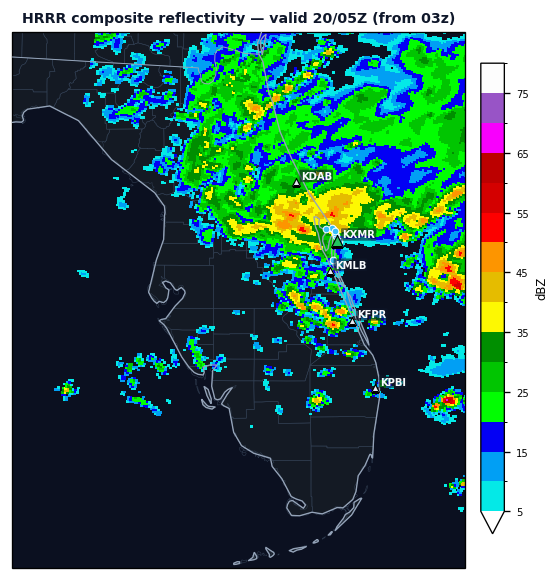 HRRR composite reflectivity — valid 20/05Z (from 03z)
75
KDAB
65
55
KXMR
KMLB
45
dBZ
KFPR
35
KPBI
25
15
5